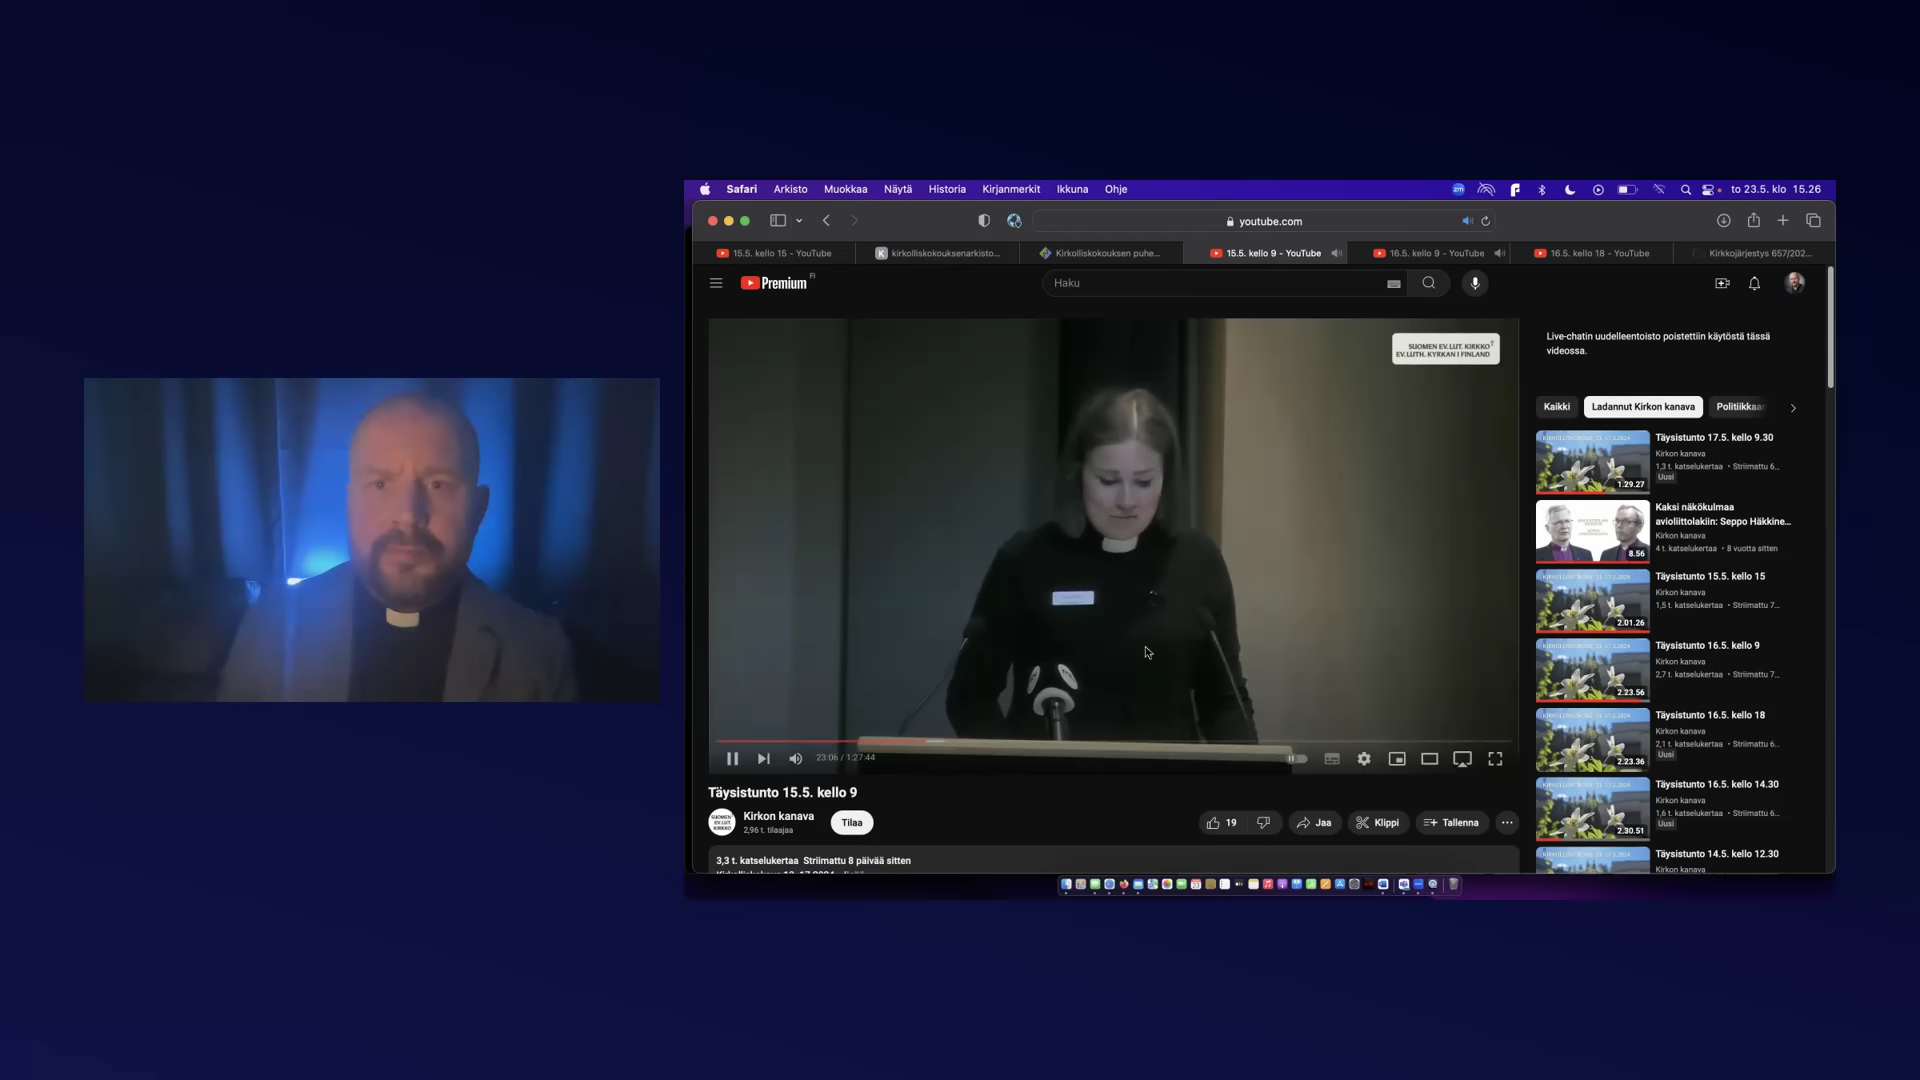 Safari Arkisto Muokkaa Näytä Historia Kirjanmerkit Ikkuna Ohje
to 23.5. klo 15.26
youtube.com
15.5. kello 15 - YouTube
kirkolliskokouksenarkisto...
Kirkolliskokouksen puhe...
15.5. kello 9 - YouTube
16.5. kello 9 - YouTube
16.5. kello 18 - YouTube
Kirkkojärjestys 657/202...
Premium FI
Haku
SUOMEN EV.LUT. KIRKKO
EV.LUTH. KYRKAN I FINLAND
23:06 / 1:27:44
Täysistunto 15.5. kello 9
Kirkon kanava
2,96 t. tilaajaa
Tilaa
19
Jaa
Klippi
Tallenna
3,3 t. katselukertaa Striimattu 8 päivää sitten
Live-chatin uudelleentoisto poistettiin käytöstä tässä
videossa.
Kaikki
Ladannut Kirkon kanava
Politiikkaan
Täysistunto 17.5. kello 9.30
Kirkon kanava
1,3 t. katselukertaa • Striimattu 6...
Uusi
1.29.27
Kaksi näkökulmaa
avioliittolakiin: Seppo Häkkine...
Kirkon kanava
4 t. katselukertaa • 8 vuotta sitten
8.56
Täysistunto 15.5. kello 15
Kirkon kanava
1,5 t. katselukertaa • Striimattu 7...
2.01.26
Täysistunto 16.5. kello 9
Kirkon kanava
2,7 t. katselukertaa • Striimattu 7...
2.23.56
Täysistunto 16.5. kello 18
Kirkon kanava
2,1 t. katselukertaa • Striimattu 6...
Uusi
2.23.36
Täysistunto 16.5. kello 14.30
Kirkon kanava
1,6 t. katselukertaa • Striimattu 6...
Uusi
2.30.51
Täysistunto 14.5. kello 12.30
Kirkon kanava